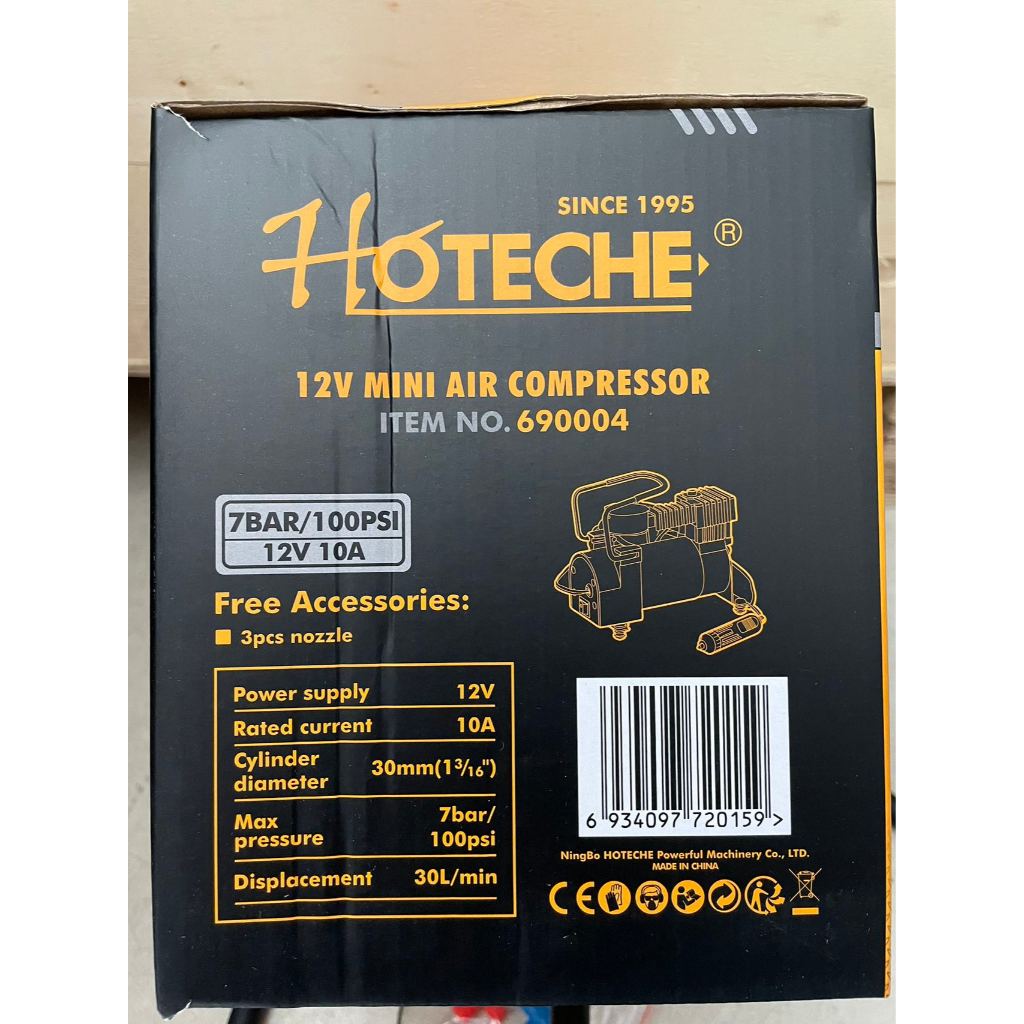 SINCE 1995
HOTECHE®
12V MINI AIR COMPRESSOR
ITEM NO. 690004
7BAR/100PSI
12V 10A
Free Accessories:
3pcs nozzle
Power supply 12V
Rated current 10A
Cylinder
diameter 30mm(1³/₁₆")
Max
pressure 7bar/
100psi
Displacement 30L/min
6 934097 720159 >
NingBo HOTECHE Powerful Machinery Co., LTD.
MADE IN CHINA
CE